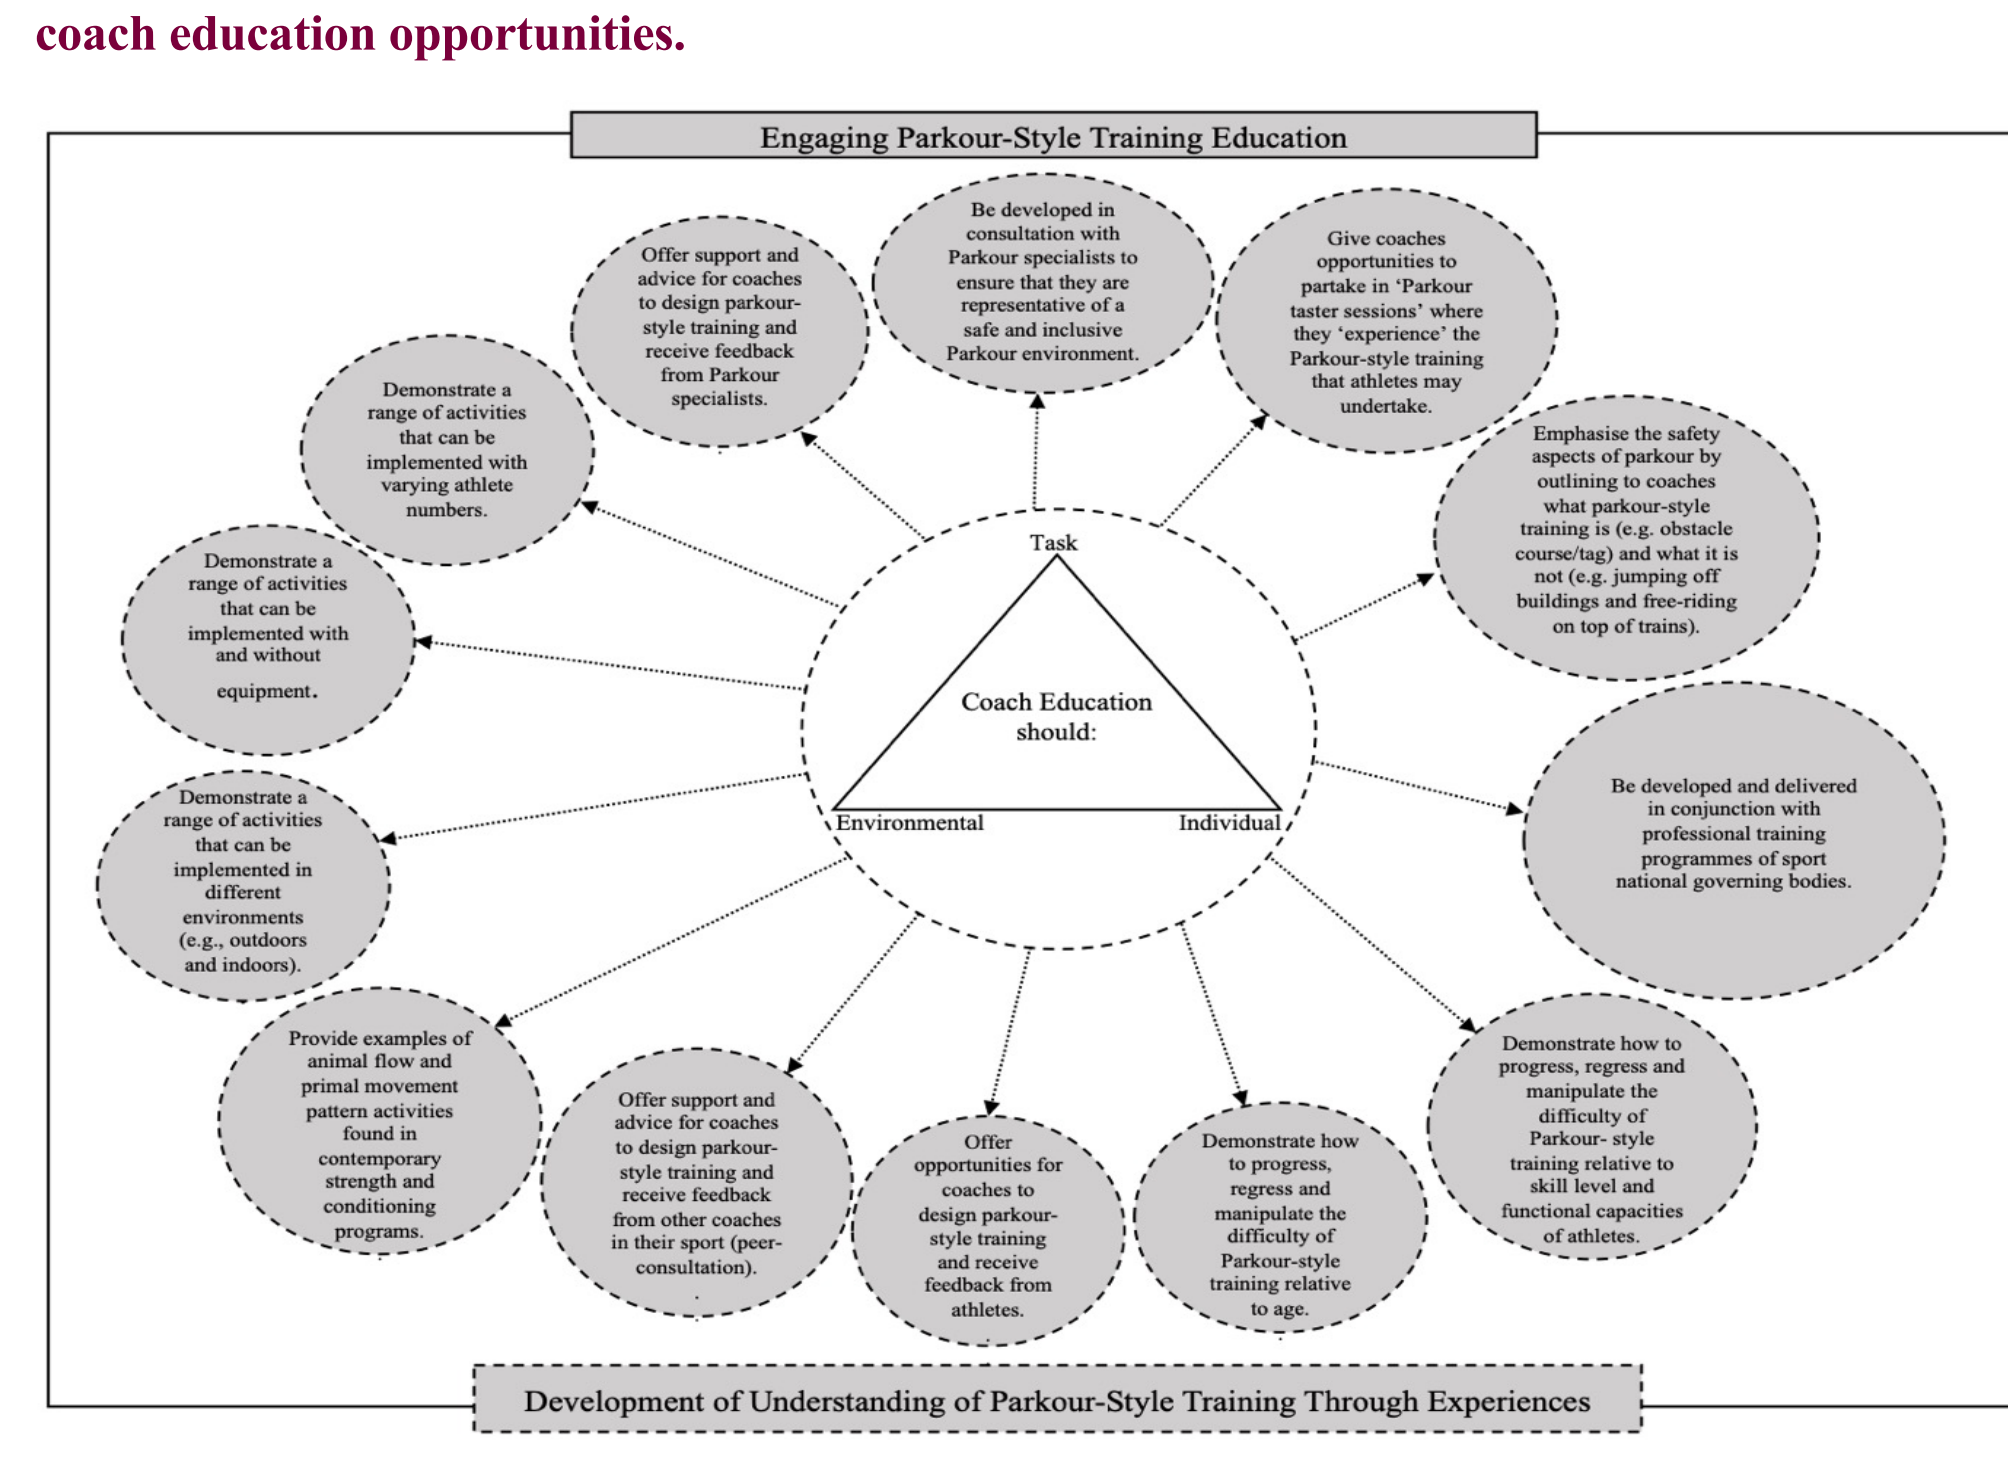 coach education opportunities.
Engaging Parkour-Style Training Education
Be developed in
consultation with
Parkour specialists to
ensure that they are
representative of a
safe and inclusive
Parkour environment.
Give coaches
opportunities to
partake in ‘Parkour
taster sessions’ where
they ‘experience’ the
Parkour-style training
that athletes may
undertake.
Emphasise the safety
aspects of parkour by
outlining to coaches
what parkour-style
training is (e.g. obstacle
course/tag) and what it is
not (e.g. jumping off
buildings and free-riding
on top of trains).
Be developed and delivered
in conjunction with
professional training
programmes of sport
national governing bodies.
Demonstrate how to
progress, regress and
manipulate the
difficulty of
Parkour- style
training relative to
skill level and
functional capacities
of athletes.
Demonstrate how
to progress,
regress and
manipulate the
difficulty of
Parkour-style
training relative
to age.
Offer
opportunities for
coaches to
design parkour-
style training
and receive
feedback from
athletes.
Offer support and
advice for coaches
to design parkour-
style training and
receive feedback
from other coaches
in their sport (peer-
consultation).
Provide examples of
animal flow and
primal movement
pattern activities
found in
contemporary
strength and
conditioning
programs.
Demonstrate a
range of activities
that can be
implemented in
different
environments
(e.g., outdoors
and indoors).
Demonstrate a
range of activities
that can be
implemented with
and without
equipment.
Demonstrate a
range of activities
that can be
implemented with
varying athlete
numbers.
Offer support and
advice for coaches
to design parkour-
style training and
receive feedback
from Parkour
specialists.
Task
Coach Education
should:
Environmental
Individual
Development of Understanding of Parkour-Style Training Through Experiences